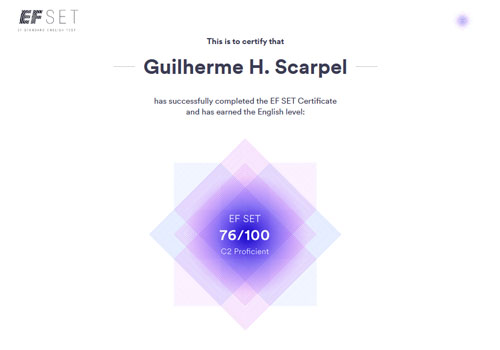 EF SET
EF STANDARD ENGLISH TEST
This is to certify that
Guilherme H. Scarpel
has successfully completed the EF SET Certificate
and has earned the English level:
EF SET
76/100
C2 Proficient